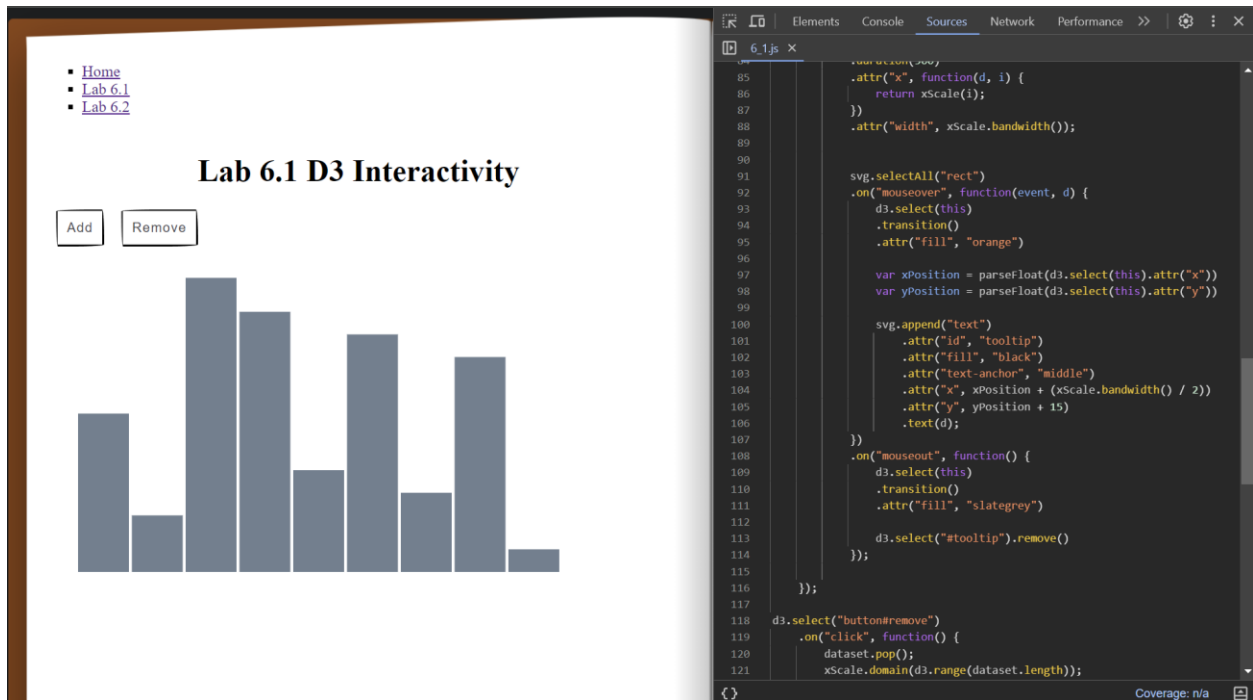 Home
Lab 6.1
Lab 6.2
Lab 6.1 D3 Interactivity
Add
Remove
Elements Console Sources Network Performance
6_1.js
84 .duration(500)
85 .attr("x", function(d, i) {
86 return xScale(i);
87 })
88 .attr("width", xScale.bandwidth());
89
90
91 svg.selectAll("rect")
92 .on("mouseover", function(event, d) {
93 d3.select(this)
94 .transition()
95 .attr("fill", "orange")
96
97 var xPosition = parseFloat(d3.select(this).attr("x"))
98 var yPosition = parseFloat(d3.select(this).attr("y"))
99
100 svg.append("text")
101 .attr("id", "tooltip")
102 .attr("fill", "black")
103 .attr("text-anchor", "middle")
104 .attr("x", xPosition + (xScale.bandwidth() / 2))
105 .attr("y", yPosition + 15)
106 .text(d);
107 })
108 .on("mouseout", function() {
109 d3.select(this)
110 .transition()
111 .attr("fill", "slategrey")
112
113 d3.select("#tooltip").remove()
114 });
115
116 });
117
118 d3.select("button#remove")
119 .on("click", function() {
120 dataset.pop();
121 xScale.domain(d3.range(dataset.length));
{} Coverage: n/a